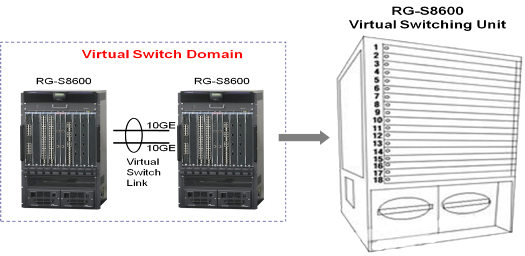 RG-S8600
Virtual Switching Unit
Virtual Switch Domain
RG-S8600
RG-S8600
10GE
10GE
Virtual
Switch
Link
1
2
3
4
5
6
7
8
9
10
11
12
13
14
15
16
17
18